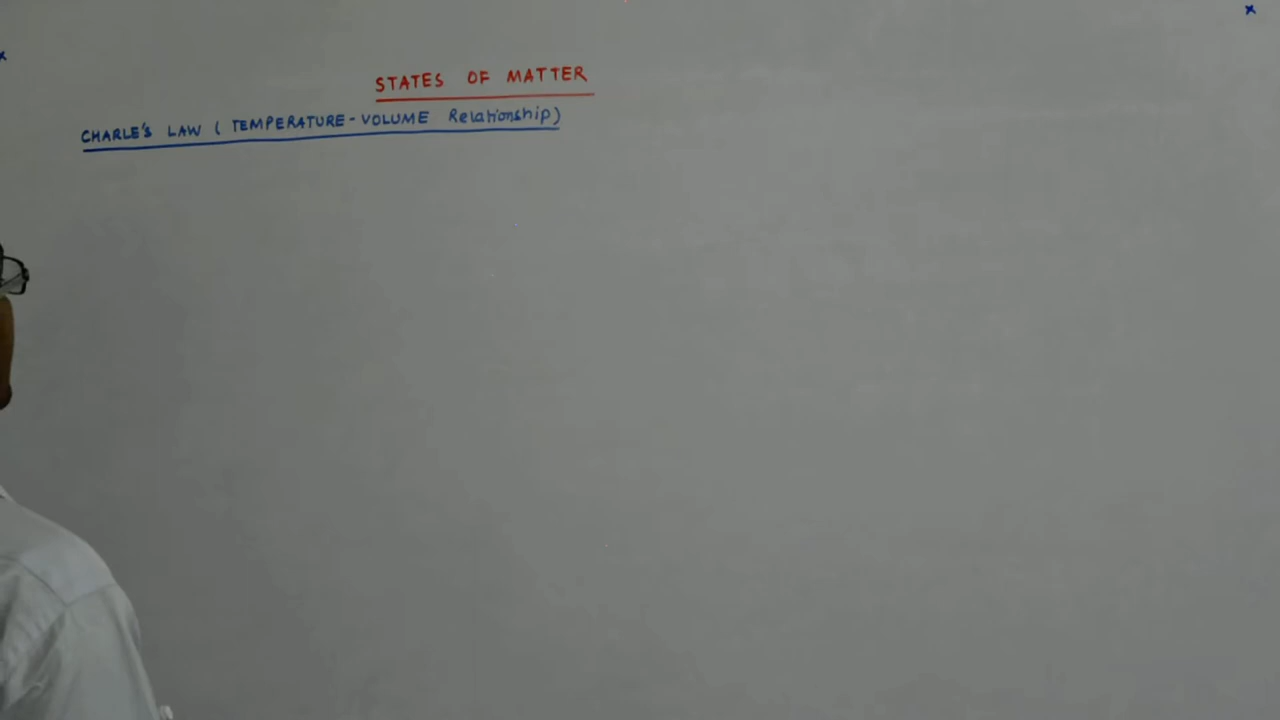 STATES OF MATTER
CHARLE'S LAW ( TEMPERATURE - VOLUME Relationship)